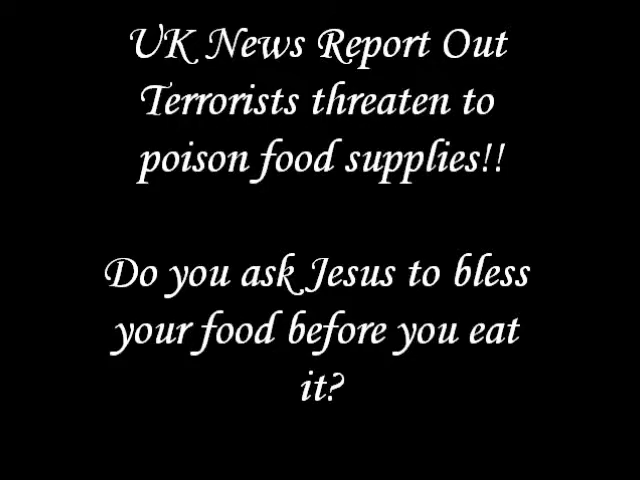 UK News Report Out
Terrorists threaten to
poison food supplies!!
Do you ask Jesus to bless
your food before you eat
it?